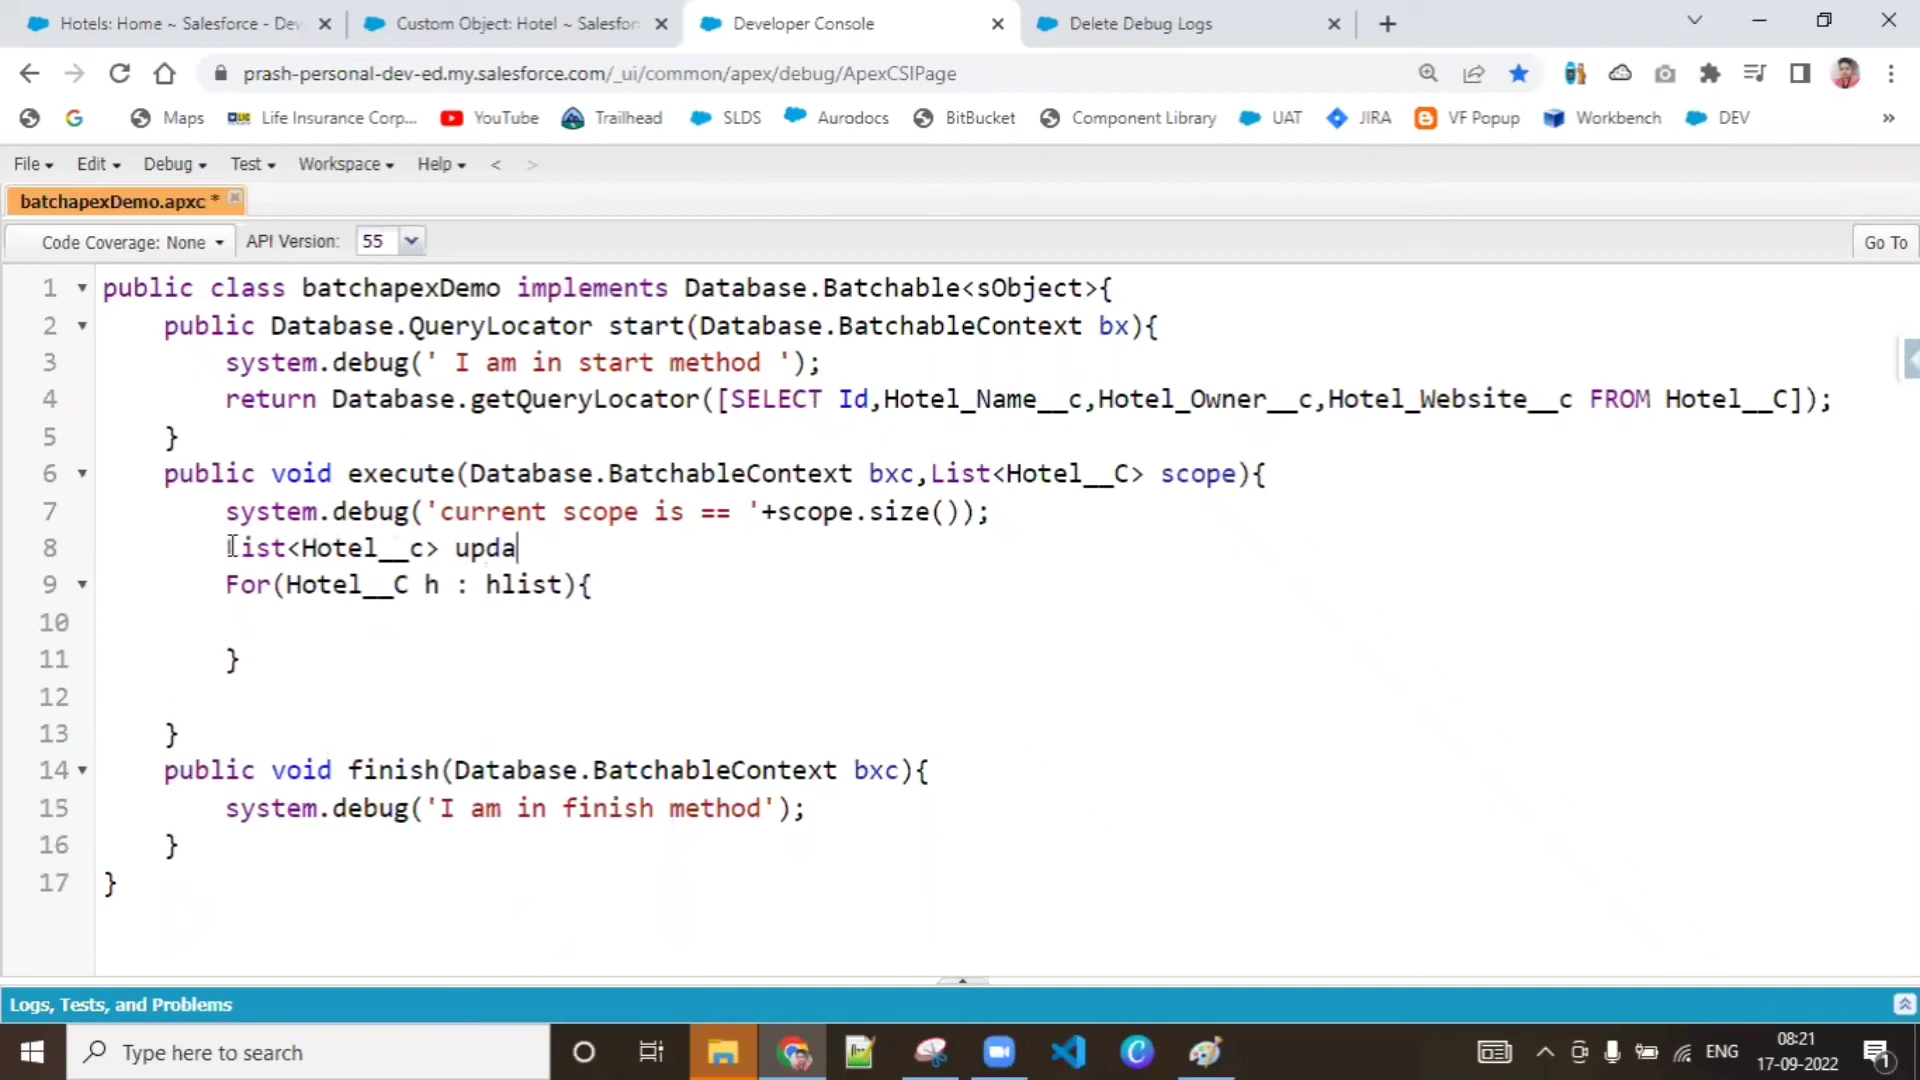 Hotels: Home ~ Salesforce - Dev
Custom Object: Hotel ~ Salesfor
Developer Console
Delete Debug Logs
prash-personal-dev-ed.my.salesforce.com/_ui/common/apex/debug/ApexCSIPage
Maps
Life Insurance Corp...
YouTube
Trailhead
SLDS
Aurodocs
BitBucket
Component Library
UAT
JIRA
VF Popup
Workbench
DEV
»
File
Edit
Debug
Test
Workspace
Help
<
>
batchapexDemo.apxc *
Code Coverage: None
API Version:
55
Go To
1 public class batchapexDemo implements Database.Batchable<sObject>{
2 public Database.QueryLocator start(Database.BatchableContext bx){
3 system.debug(' I am in start method ');
4 return Database.getQueryLocator([SELECT Id,Hotel_Name__c,Hotel_Owner__c,Hotel_Website__c FROM Hotel__C]);
5 }
6 public void execute(Database.BatchableContext bxc,List<Hotel__C> scope){
7 system.debug('current scope is == '+scope.size());
8 List<Hotel__c> upda
9 For(Hotel__C h : hlist){
10
11 }
12
13 }
14 public void finish(Database.BatchableContext bxc){
15 system.debug('I am in finish method');
16 }
17 }
Logs, Tests, and Problems
Type here to search
ENG
08:21
17-09-2022
1